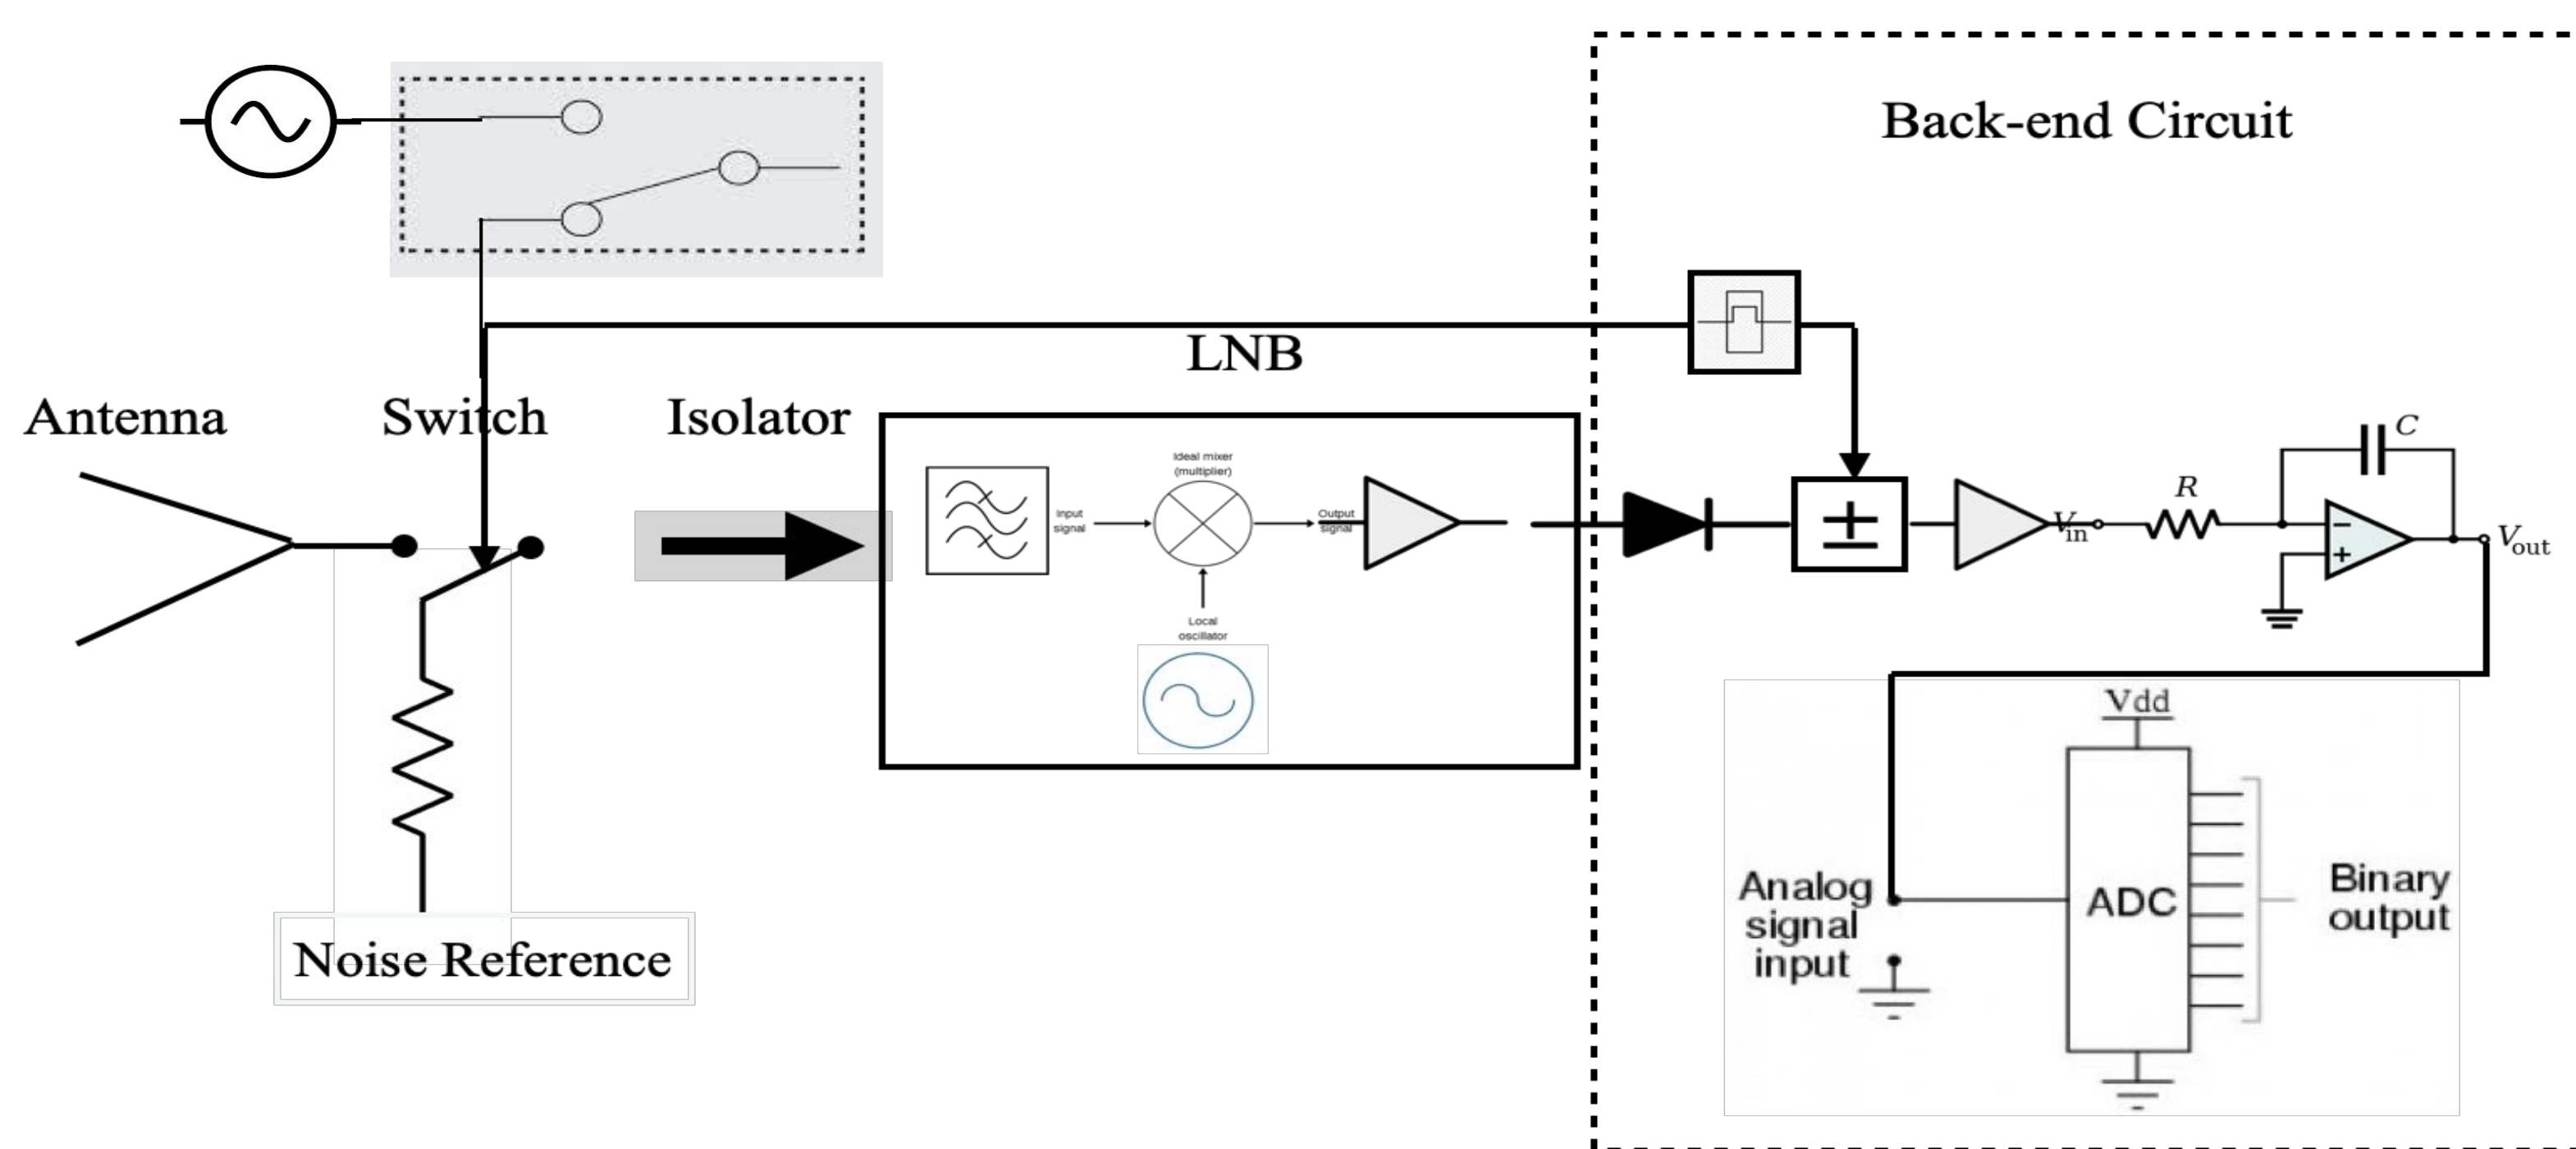 Back-end Circuit
LNB
Antenna
Switch
Isolator
Ideal mixer
(multiplier)
Input
signal
Output
signal
Local
oscillator
±
Vin
R
C
−
+
Vout
Noise Reference
Vdd
Analog
signal
input
ADC
Binary
output